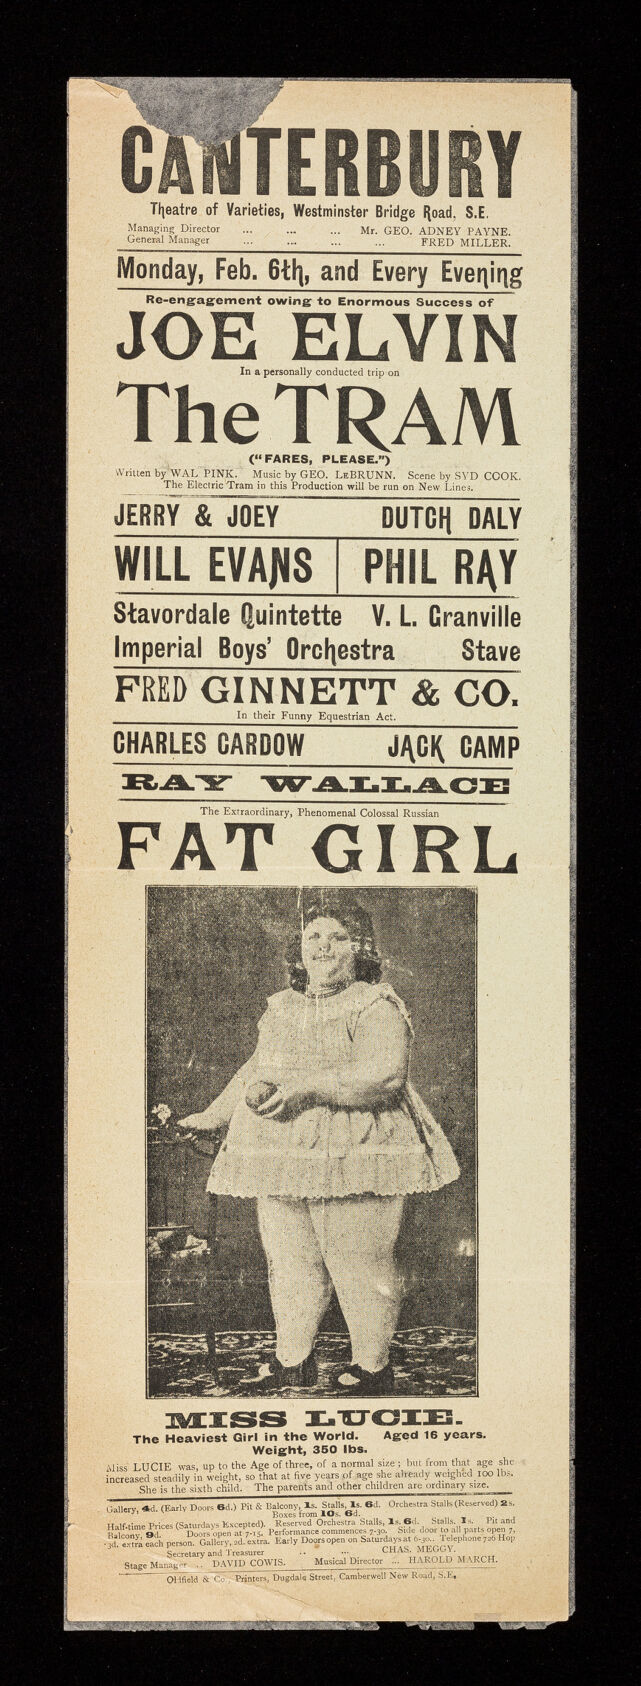 CANTERBURY
Theatre of Varieties, Westminster Bridge Road, S.E.
Managing Director ... ... ... Mr. GEO. ADNEY PAYNE.
General Manager ... ... ... ... FRED MILLER.
Monday, Feb. 6th, and Every Evening
Re-engagement owing to Enormous Success of
JOE ELVIN
In a personally conducted trip on
The TRAM
("FARES, PLEASE.")
Written by WAL PINK. Music by GEO. LEBRUNN. Scene by SYD COOK.
The Electric Tram in this Production will be run on New Lines.
JERRY & JOEY DUTCH DALY
WILL EVANS PHIL RAY
Stavordale Quintette V. L. Granville
Imperial Boys' Orchestra Stave
FRED GINNETT & CO.
In their Funny Equestrian Act.
CHARLES CARDOW JACK CAMP
RAY WALLACE
The Extraordinary, Phenomenal Colossal Russian
FAT GIRL
MISS LUCIE.
The Heaviest Girl in the World. Aged 16 years.
Weight, 350 lbs.
Miss LUCIE was, up to the Age of three, of a normal size; but from that age she
increased steadily in weight, so that at five years of age she already weighed 100 lbs.
She is the sixth child. The parents and other children are ordinary size.
Gallery, 4d. (Early Doors 6d.) Pit & Balcony, 1s. Stalls, 1s. 6d. Orchestra Stalls (Reserved) 2s.
Boxes from 10s. 6d.
Half-time Prices (Saturdays Excepted). Reserved Orchestra Stalls, 1s. 6d. Stalls, 1s. Pit and
Balcony, 9d. Doors open at 7-15. Performance commences 7-30. Side door to all parts open 7,
3d. extra each person. Gallery, 2d. extra. Early Doors open on Saturdays at 6-30.. Telephone 726 Hop
Secretary and Treasurer .. ... CHAS. MEGGY.
Stage Manager .. DAVID COWIS. Musical Director ... HAROLD MARCH.
Oldfield & Co., Printers, Dugdale Street, Camberwell New Road, S.E.